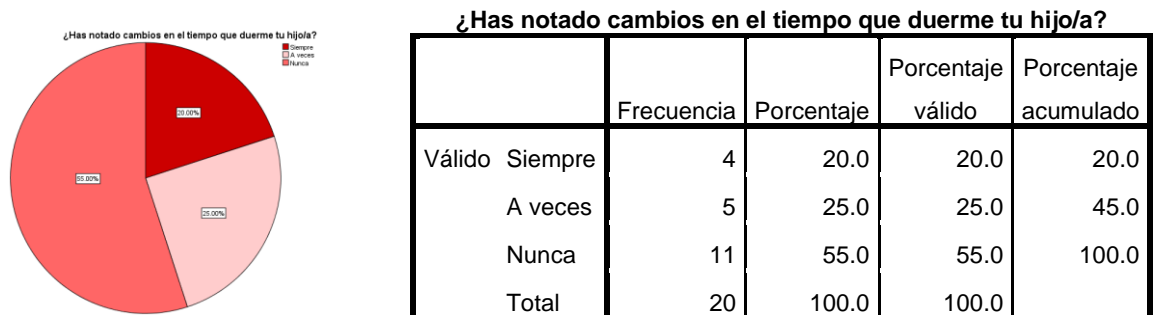 ¿Has notado cambios en el tiempo que duerme tu hijo/a?
Siempre
A veces
Nunca
20.00%
55.00%
25.00%
¿Has notado cambios en el tiempo que duerme tu hijo/a?
Frecuencia Porcentaje Porcentaje válido Porcentaje acumulado
Válido Siempre 4 20.0 20.0 20.0
A veces 5 25.0 25.0 45.0
Nunca 11 55.0 55.0 100.0
Total 20 100.0 100.0